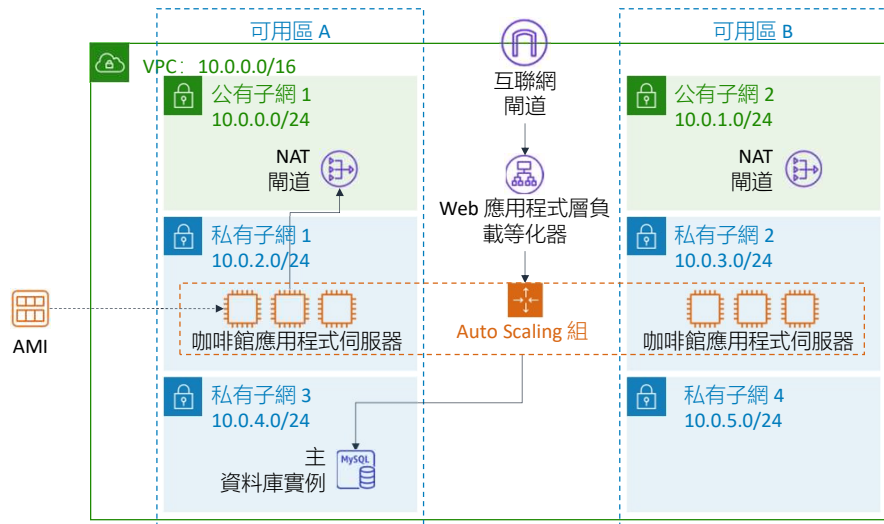 可用區 A
可用區 B
VPC：10.0.0.0/16
互聯網
閘道
公有子網 1
10.0.0.0/24
NAT
閘道
公有子網 2
10.0.1.0/24
NAT
閘道
Web 應用程式層負
載等化器
私有子網 1
10.0.2.0/24
私有子網 2
10.0.3.0/24
AMI
咖啡館應用程式伺服器
Auto Scaling 組
咖啡館應用程式伺服器
私有子網 3
10.0.4.0/24
主
資料庫實例
MySQL
私有子網 4
10.0.5.0/24